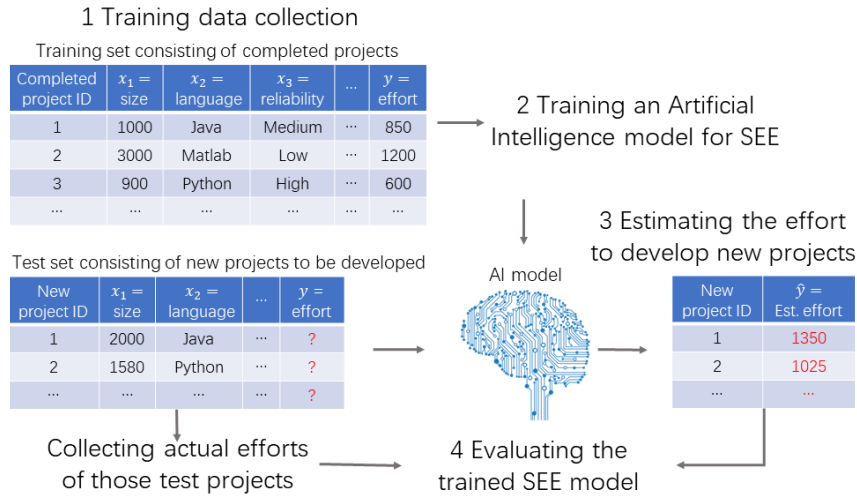 1 Training data collection
Training set consisting of completed projects
Completed project ID x₁ = size x₂ = language x₃ = reliability ... y = effort
1 1000 Java Medium ... 850
2 3000 Matlab Low ... 1200
3 900 Python High ... 600
... ... ... ... ... ...
2 Training an Artificial
Intelligence model for SEE
3 Estimating the effort
to develop new projects
Test set consisting of new projects to be developed
New project ID x₁ = size x₂ = language ... y = effort
1 2000 Java ... ?
2 1580 Python ... ?
... ... ... ... ?
AI model
New project ID ŷ = Est. effort
1 1350
2 1025
... ...
Collecting actual efforts
of those test projects
4 Evaluating the
trained SEE model